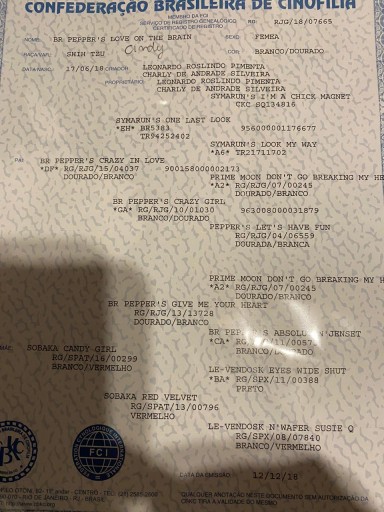 CONFEDERAÇÃO BRASILEIRA DE CINOFILIA
MEMBRO DA FCI
SERVIÇO DE REGISTRO GENEALÓGICO
CERTIFICADO DE REGISTRO
RG: RJG/18/07665
NOME: BR PEPPER'S LOVE ON THE BRAIN
SEXO: FEMEA
Candy
RAÇA/VAR.: SHIH TZU
COR: BRANCO/DOURADO
DATA NASC.: 17/06/18
CRIADOR: LEONARDO ROSLINDO PIMENTA
CHARLY DE ANDRADE SILVEIRA
PROPRIETÁRIO: LEONARDO ROSLINDO PIMENTA
CHARLY DE ANDRADE SILVEIRA
SYMARUN'S I'M A CHICK MAGNET
CKC SQ134816
SYMARUN'S ONE LAST LOOK
*EH* BR5383 956000001176677
TR94252402
SYMARUN'S LOOK MY WAY
*A6* TR21711702
PAI: BR PEPPER'S CRAZY IN LOVE
*DF* RG/RJG/15/04037 900158000002173
DOURADO/BRANCO
PRIME MOON DON'T GO BREAKING MY H
*A2* RG/RJG/07/00245
DOURADO/BRANCO
BR PEPPER'S CRAZY GIRL
*GA* RG/RJG/10/01030 963008000031879
BRANCO/DOURADO
PEPPER'S LET'S HAVE FUN
RG/RJG/04/06559
DOURADA/BRANCA
PRIME MOON DON'T GO BREAKING MY H
*A2* RG/RJG/07/00245
DOURADO/BRANCO
BR PEPPER'S GIVE ME YOUR HEART
RG/RJG/13/13728
DOURADO/BRANCO
BR PEPPER'S ABSOLUT N'JENSET
*CA*
BRANCO/DOURADO
MÃE: SOBAKA CANDY GIRL
RG/SPAT/16/00299
BRANCO/VERMELHO
LE-VENDOSK EYES WIDE SHUT
*BA* RG/SPX/11/00388
PRETO
SOBAKA RED VELVET
RG/SPAT/13/00796
VERMELHO
LE-VENDOSK N'WAFER SUSIE Q
RG/SPX/08/07840
BRANCO/VERMELHO
FCI
DATA DA EMISSÃO: 12/12/18
QUALQUER ANOTAÇÃO NESTE DOCUMENTO SEM AUTORIZAÇÃO DA
CBKC TIRA A VALIDADE DO MESMO